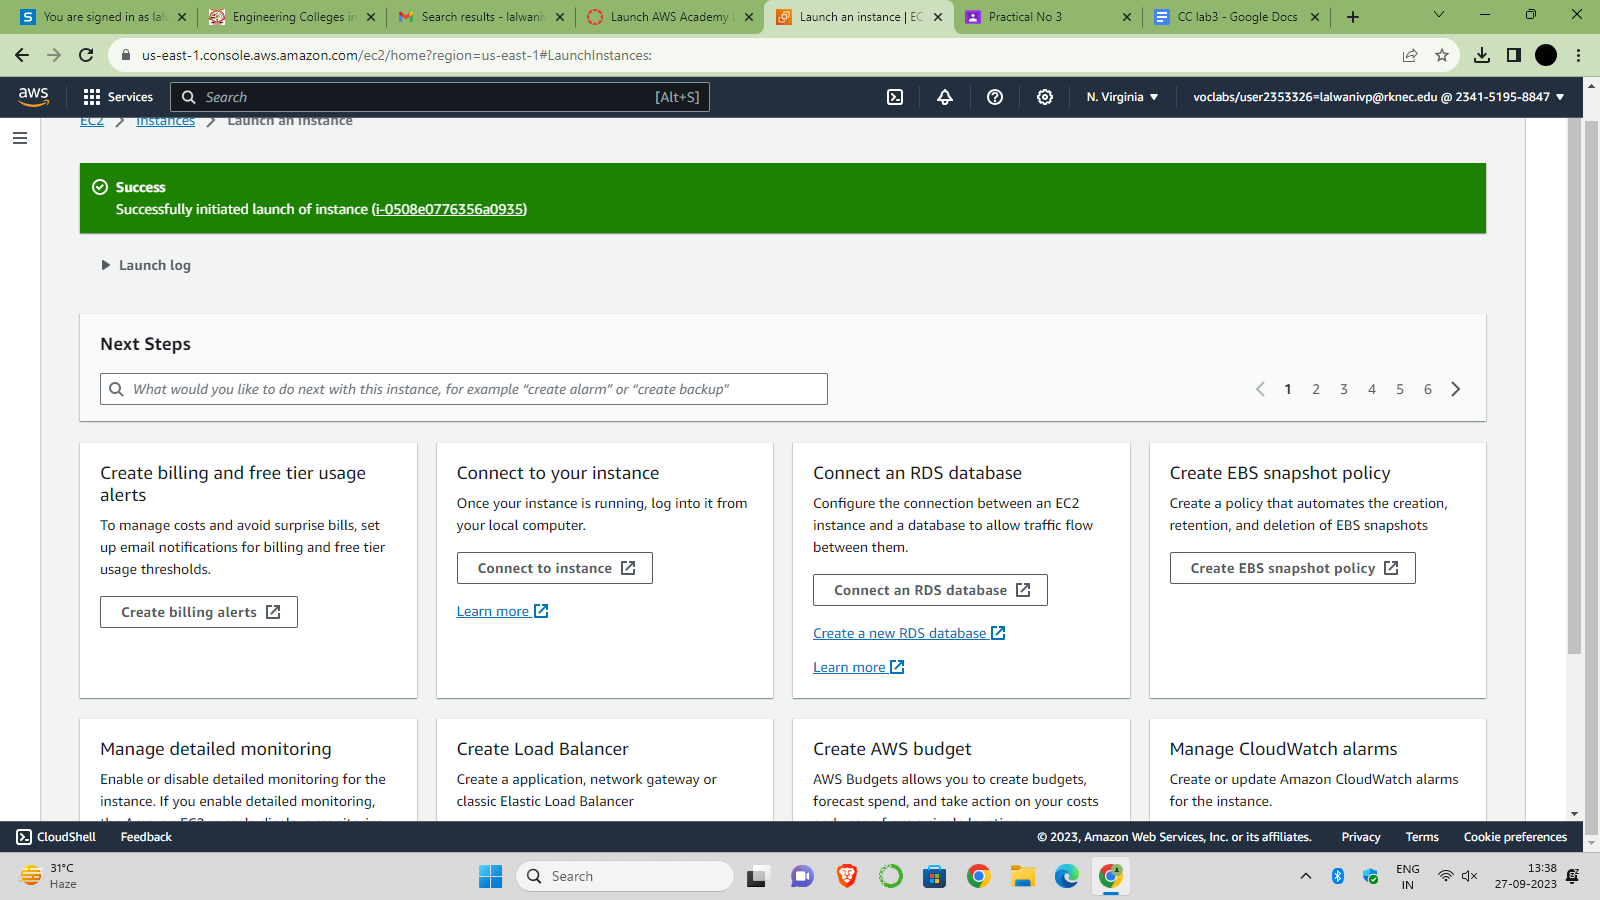 You are signed in as lal
Engineering Colleges in
Search results - lalwani
Launch AWS Academy L
Launch an instance | EC
Practical No 3
CC lab3 - Google Docs
us-east-1.console.aws.amazon.com/ec2/home?region=us-east-1#LaunchInstances:
aws
Services
Search
[Alt+S]
N. Virginia
voclabs/user2353326=lalwanivp@rknec.edu @ 2341-5195-8847
EC2
Instances
Launch an instance
Success
Successfully initiated launch of instance (i-0508e0776356a0935)
Launch log
Next Steps
What would you like to do next with this instance, for example “create alarm” or “create backup"
1 2 3 4 5 6
Create billing and free tier usage
alerts
To manage costs and avoid surprise bills, set
up email notifications for billing and free tier
usage thresholds.
Create billing alerts
Connect to your instance
Once your instance is running, log into it from
your local computer.
Connect to instance
Learn more
Connect an RDS database
Configure the connection between an EC2
instance and a database to allow traffic flow
between them.
Connect an RDS database
Create a new RDS database
Learn more
Create EBS snapshot policy
Create a policy that automates the creation,
retention, and deletion of EBS snapshots
Create EBS snapshot policy
Manage detailed monitoring
Enable or disable detailed monitoring for the
instance. If you enable detailed monitoring,
Create Load Balancer
Create a application, network gateway or
classic Elastic Load Balancer
Create AWS budget
AWS Budgets allows you to create budgets,
forecast spend, and take action on your costs
Manage CloudWatch alarms
Create or update Amazon CloudWatch alarms
for the instance.
CloudShell
Feedback
© 2023, Amazon Web Services, Inc. or its affiliates.
Privacy
Terms
Cookie preferences
31°C
Haze
Search
ENG
IN
13:38
27-09-2023